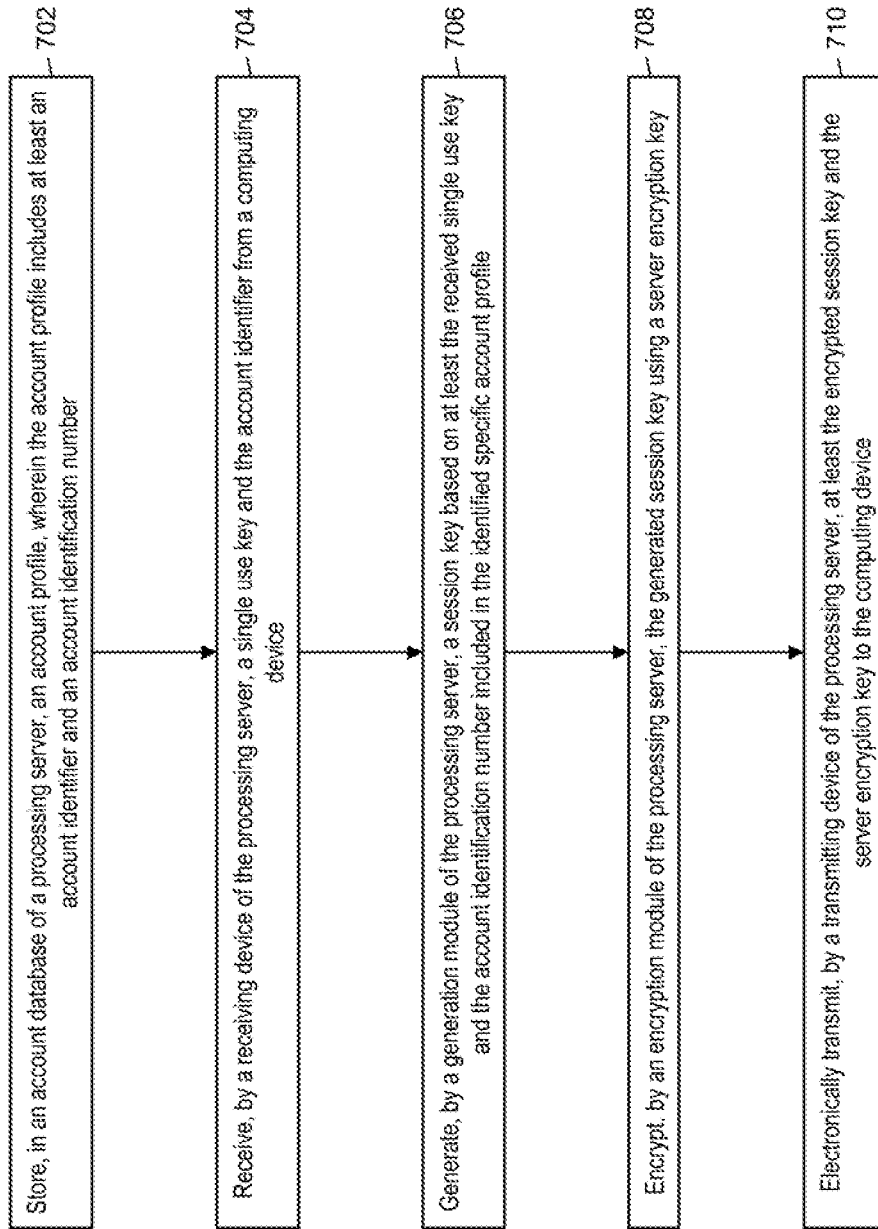 702
Store, in an account database of a processing server, an account profile, wherein the account profile includes at least an
account identifier and an account identification number
704
Receive, by a receiving device of the processing server, a single use key and the account identifier from a computing
device
706
Generate, by a generation module of the processing server, a session key based on at least the received single use key
and the account identification number included in the identified specific account profile
708
Encrypt, by an encryption module of the processing server, the generated session key using a server encryption key
710
Electronically transmit, by a transmitting device of the processing server, at least the encrypted session key and the
server encryption key to the computing device